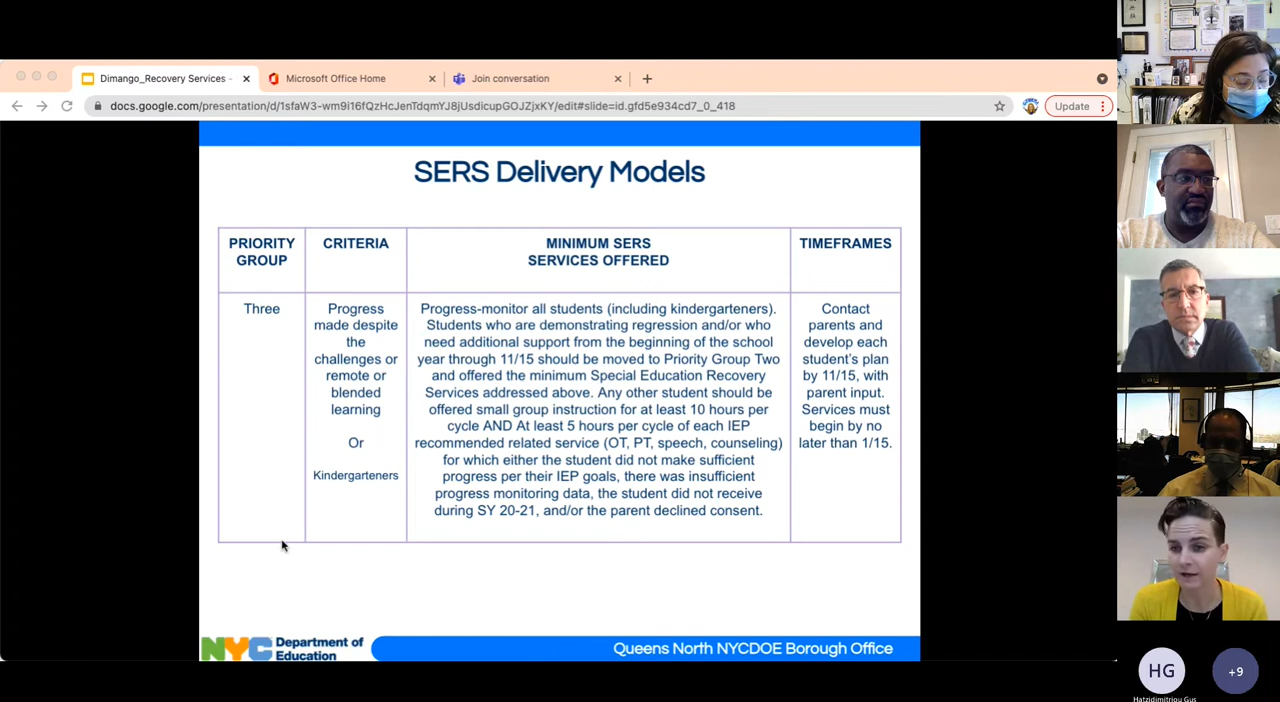 Dimango_Recovery Services -
Microsoft Office Home
Join conversation
docs.google.com/presentation/d/1sfaW3-wm9i16fQzHcJenTdqmYJ8jUsdicupGOJZjxKY/edit#slide=id.gfd5e934cd7_0_418
Update
SERS Delivery Models
PRIORITY
GROUP
CRITERIA
MINIMUM SERS
SERVICES OFFERED
TIMEFRAMES
Three
Progress
made despite
the
challenges or
remote or
blended
learning
Or
Kindergarteners
Progress-monitor all students (including kindergarteners).
Students who are demonstrating regression and/or who
need additional support from the beginning of the school
year through 11/15 should be moved to Priority Group Two
and offered the minimum Special Education Recovery
Services addressed above. Any other student should be
offered small group instruction for at least 10 hours per
cycle AND At least 5 hours per cycle of each IEP
recommended related service (OT, PT, speech, counseling)
for which either the student did not make sufficient
progress per their IEP goals, there was insufficient
progress monitoring data, the student did not receive
during SY 20-21, and/or the parent declined consent.
Contact
parents and
develop each
student's plan
by 11/15, with
parent input.
Services must
begin by no
later than 1/15.
NYC Department of
Education
Queens North NYCDOE Borough Office
HG
+9
Hatzidimitriou Gus